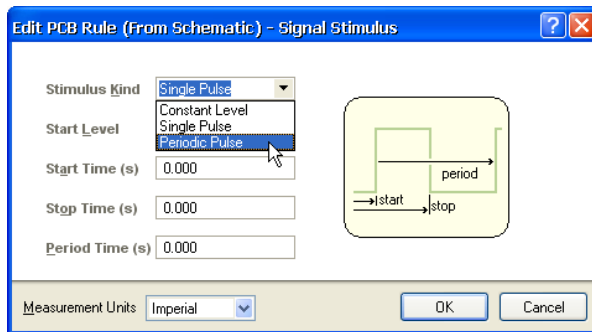 Edit PCB Rule (From Schematic) - Signal Stimulus
Stimulus Kind Single Pulse
Constant Level
Start Level Single Pulse
Periodic Pulse
Start Time (s) 0.000
period
start
Stop Time (s) 0.000 stop
Period Time (s) 0.000
Measurement Units Imperial OK Cancel